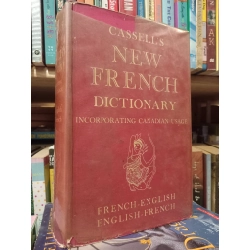 CASSELL'S
NEW
FRENCH
DICTIONARY
INCORPORATING CANADIAN USAGE
FRENCH-ENGLISH
ENGLISH-FRENCH